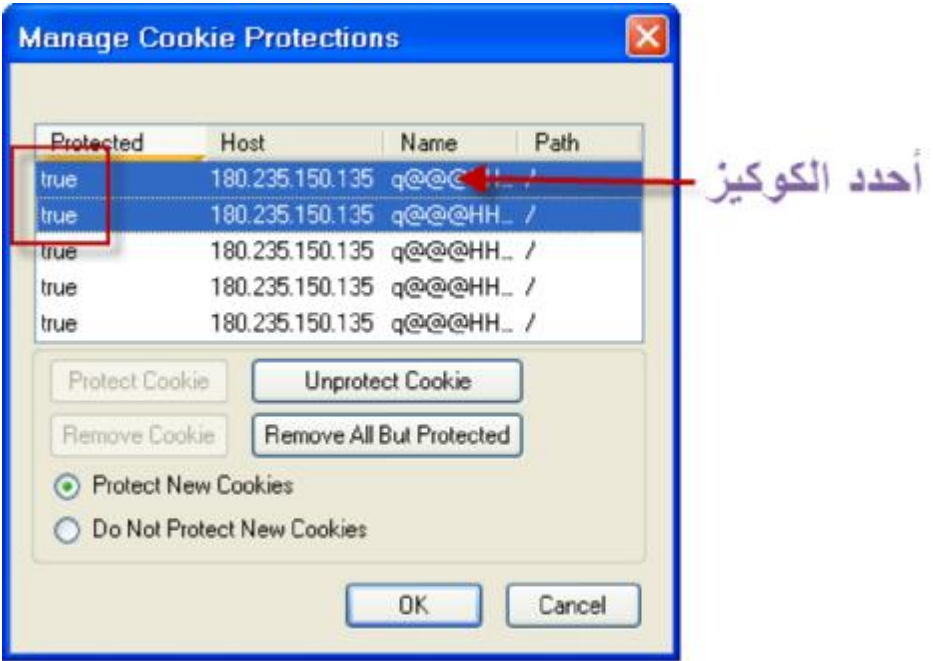 Manage Cookie Protections
Protected Host Name Path
true 180.235.150.135 q@@@HH... /
true 180.235.150.135 q@@@HH... /
true 180.235.150.135 q@@@HH... /
true 180.235.150.135 q@@@HH... /
true 180.235.150.135 q@@@HH... /
أحدد الكوكيز
Protect Cookie Unprotect Cookie
Remove Cookie Remove All But Protected
Protect New Cookies
Do Not Protect New Cookies
OK Cancel